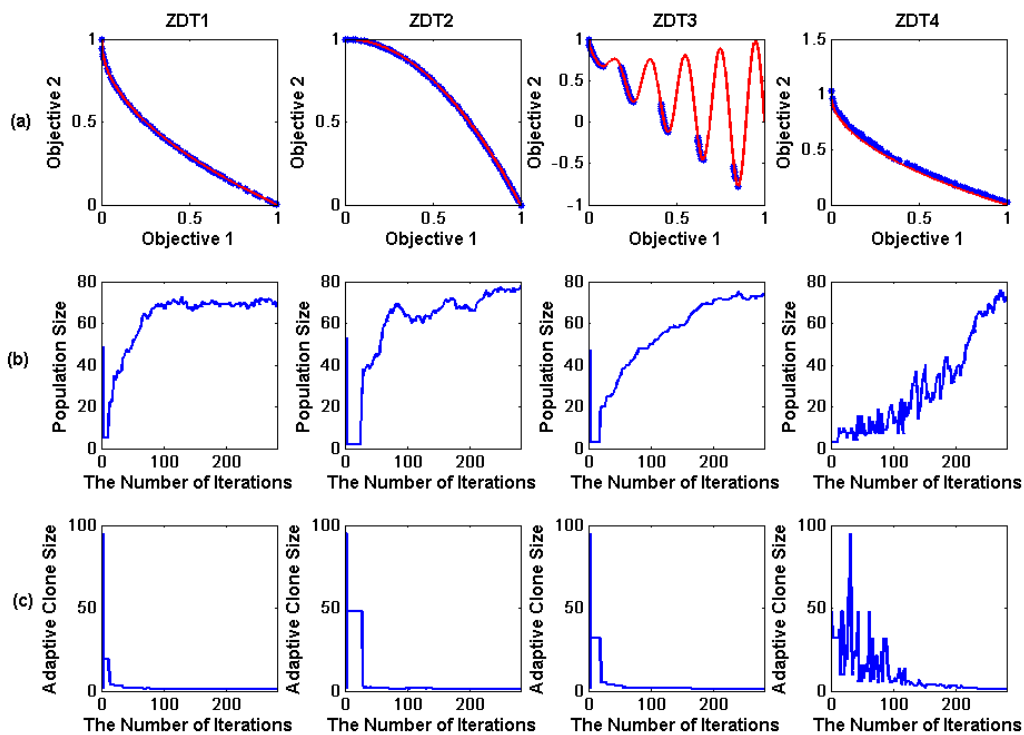 ZDT1
ZDT2
ZDT3
ZDT4
(a)
Objective 2
1
0.5
0
0
0.5
1
Objective 1
Objective 2
1
0.5
0
0
0.5
1
Objective 1
Objective 2
1
0.5
0
-0.5
-1
0
0.5
1
Objective 1
Objective 2
1.5
1
0.5
0
0
0.5
1
Objective 1
(b)
Population Size
80
60
40
20
0
0
100
200
The Number of Iterations
Population Size
80
60
40
20
0
0
100
200
The Number of Iterations
Population Size
80
60
40
20
0
0
100
200
The Number of Iterations
Population Size
80
60
40
20
0
0
100
200
The Number of Iterations
(c)
Adaptive Clone Size
100
50
0
0
100
200
The Number of Iterations
Adaptive Clone Size
100
50
0
0
100
200
The Number of Iterations
Adaptive Clone Size
100
50
0
0
100
200
The Number of Iterations
Adaptive Clone Size
100
50
0
0
100
200
The Number of Iterations